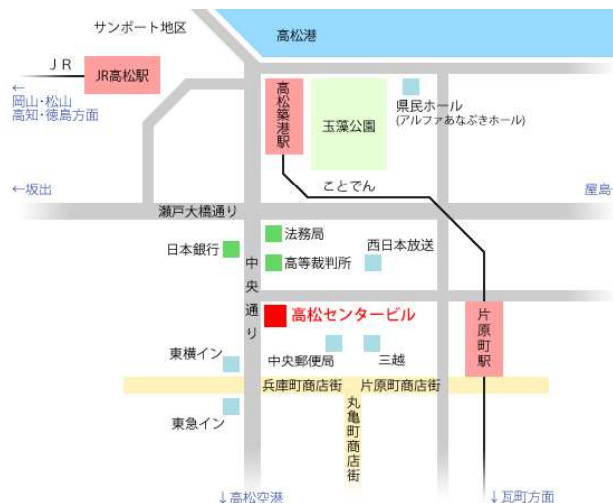 サンポート地区
高松港
JR
JR高松駅
←
岡山・松山
高知・徳島方面
高松築港駅
玉藻公園
県民ホール
(アルファあなぶきホール)
ことでん
←坂出
屋島
瀬戸大橋通り
法務局
日本銀行
西日本放送
高等裁判所
中央通り
高松センタービル
片原町駅
東横イン
中央郵便局
三越
兵庫町商店街
片原町商店街
丸亀町商店街
東急イン
↓高松空港
↓瓦町方面